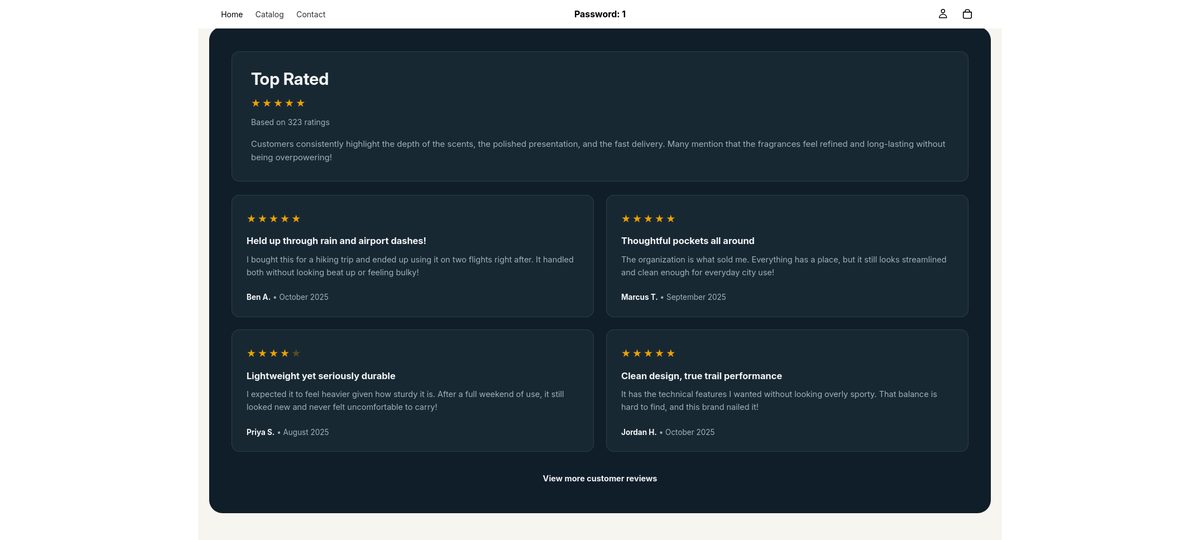 Home Catalog Contact
Password: 1
Top Rated
Based on 323 ratings
Customers consistently highlight the depth of the scents, the polished presentation, and the fast delivery. Many mention that the fragrances feel refined and long-lasting without
being overpowering!
Held up through rain and airport dashes!
I bought this for a hiking trip and ended up using it on two flights right after. It handled
both without looking beat up or feeling bulky!
Ben A. • October 2025
Thoughtful pockets all around
The organization is what sold me. Everything has a place, but it still looks streamlined
and clean enough for everyday city use!
Marcus T. • September 2025
Lightweight yet seriously durable
I expected it to feel heavier given how sturdy it is. After a full weekend of use, it still
looked new and never felt uncomfortable to carry!
Priya S. • August 2025
Clean design, true trail performance
It has the technical features I wanted without looking overly sporty. That balance is
hard to find, and this brand nailed it!
Jordan H. • October 2025
View more customer reviews